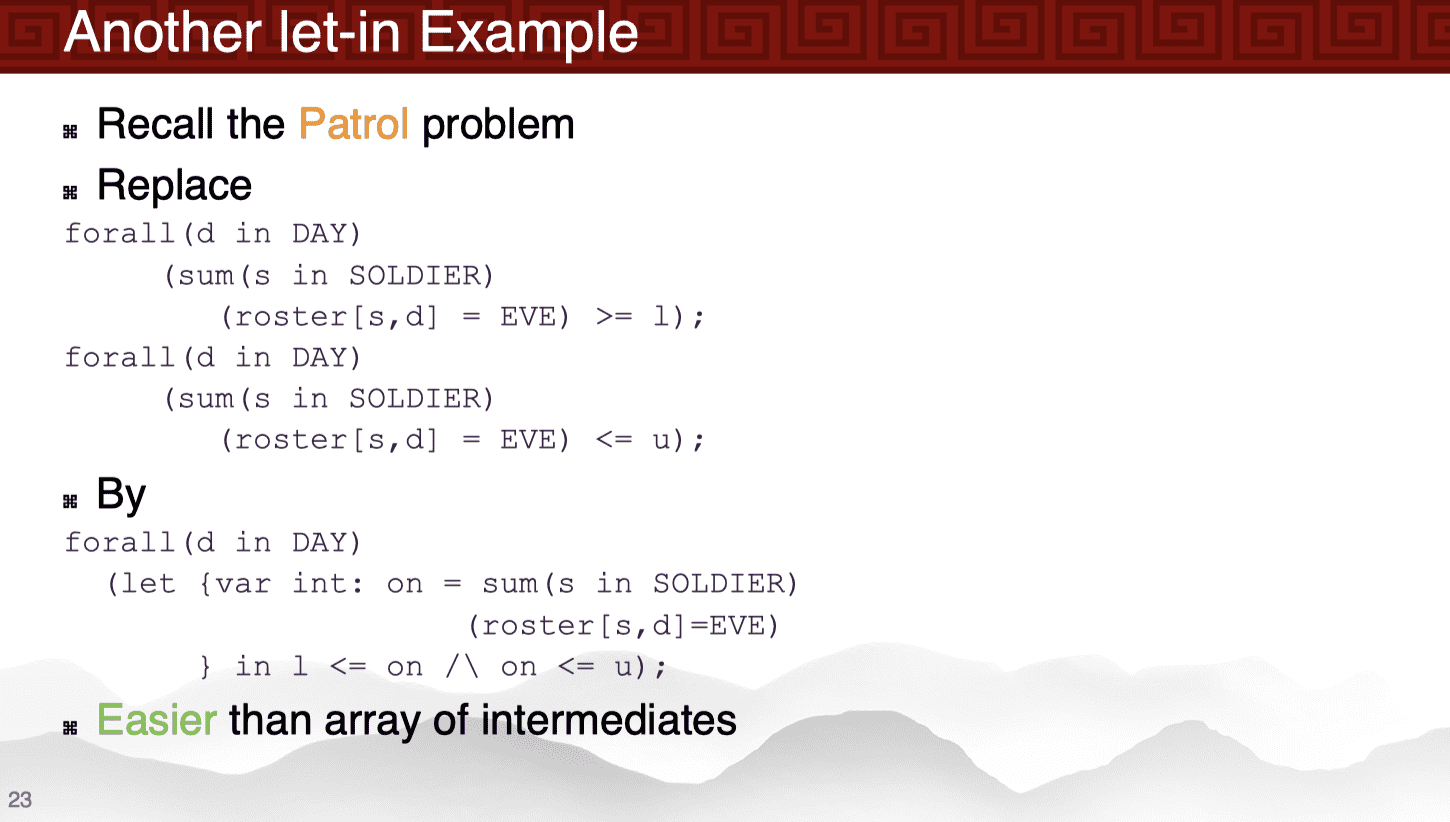 Another let-in Example
⌘ Recall the Patrol problem
⌘ Replace
forall(d in DAY)
(sum(s in SOLDIER)
(roster[s,d] = EVE) >= l);
forall(d in DAY)
(sum(s in SOLDIER)
(roster[s,d] = EVE) <= u);
⌘ By
forall(d in DAY)
(let {var int: on = sum(s in SOLDIER)
(roster[s,d]=EVE)
} in l <= on /\ on <= u);
⌘ Easier than array of intermediates
23